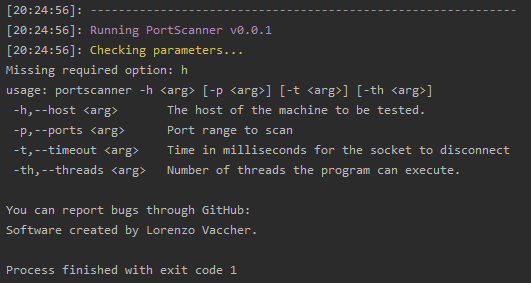 [20:24:56]: -----------------------------------------------------------
[20:24:56]: Running PortScanner v0.0.1
[20:24:56]: Checking parameters...
Missing required option: h
usage: portscanner -h <arg> [-p <arg>] [-t <arg>] [-th <arg>]
 -h,--host <arg>       The host of the machine to be tested.
 -p,--ports <arg>      Port range to scan
 -t,--timeout <arg>    Time in milliseconds for the socket to disconnect
 -th,--threads <arg>   Number of threads the program can execute.
You can report bugs through GitHub:
Software created by Lorenzo Vaccher.
Process finished with exit code 1